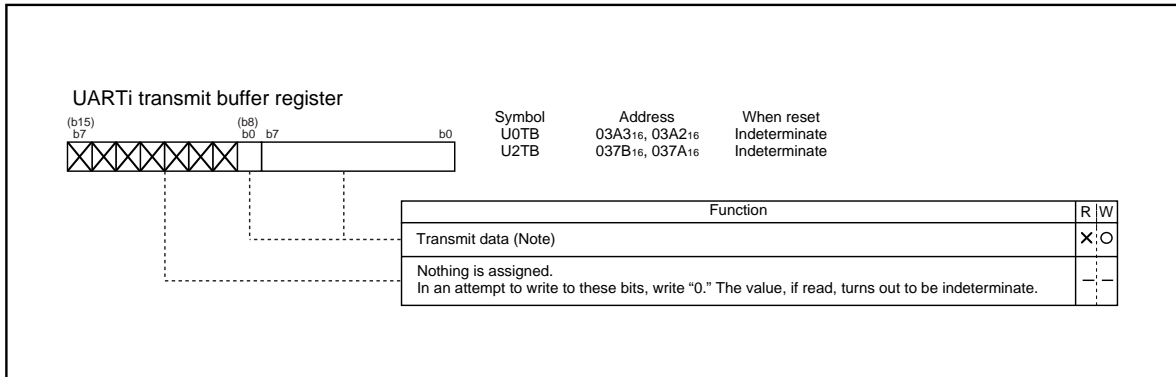 UARTi transmit buffer register
(b15) (b8)
b7 b0 b7 b0
Symbol Address When reset
U0TB 03A316, 03A216 Indeterminate
U2TB 037B16, 037A16 Indeterminate
Function R W
Transmit data (Note) X O
Nothing is assigned.
In an attempt to write to these bits, write “0.” The value, if read, turns out to be indeterminate. – –